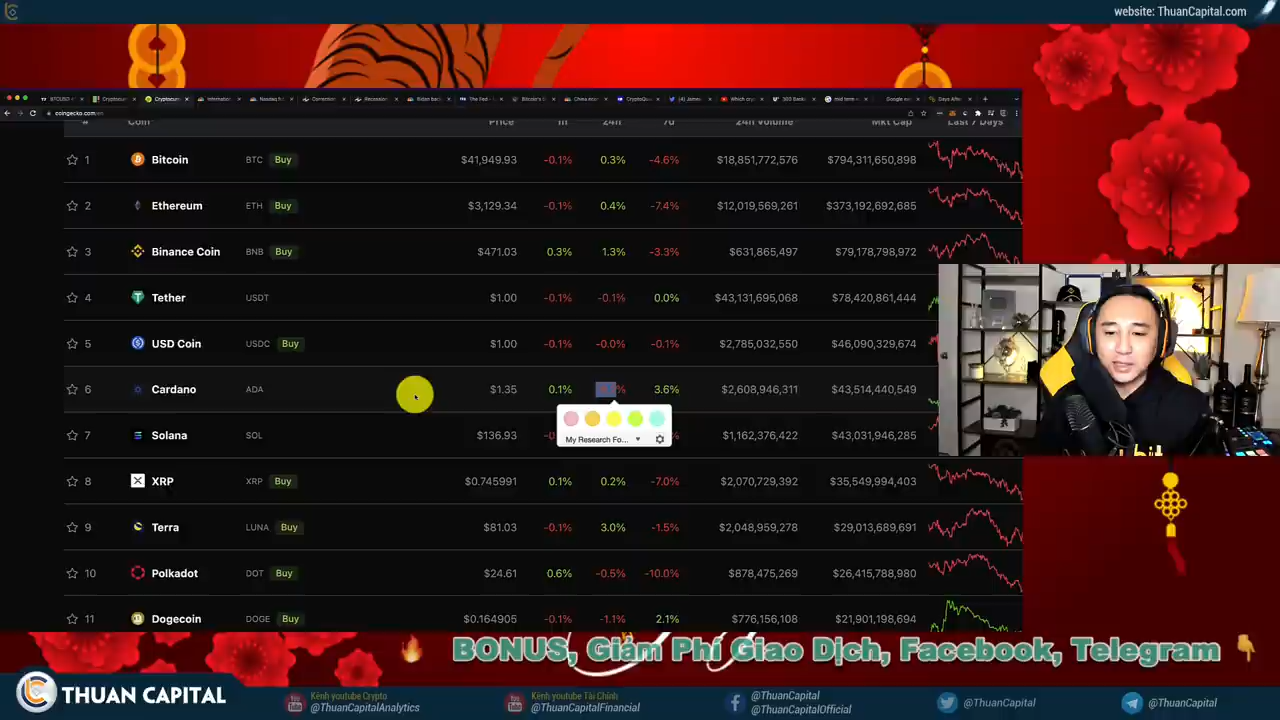 website: ThuanCapital.com
coingecko.com/en
# Coin Price 1h 24h 7d 24h Volume Mkt Cap Last 7 Days
1 Bitcoin BTC Buy $41,949.93 -0.1% 0.3% -4.6% $18,851,772,576 $794,311,650,898
2 Ethereum ETH Buy $3,129.34 -0.1% 0.4% -7.4% $12,019,569,261 $373,192,692,685
3 Binance Coin BNB Buy $471.03 0.3% 1.3% -3.3% $631,865,497 $79,178,798,972
4 Tether USDT $1.00 -0.1% -0.1% 0.0% $43,131,695,068 $78,420,861,444
5 USD Coin USDC Buy $1.00 -0.1% -0.0% -0.1% $2,785,032,550 $46,090,329,674
6 Cardano ADA $1.35 0.1% 3.6% $2,608,946,311 $43,514,440,549
7 Solana SOL $136.93 $1,162,376,422 $43,031,946,285
My Research Fo...
8 XRP XRP Buy $0.745991 0.1% 0.2% -7.0% $2,070,729,392 $35,549,994,403
9 Terra LUNA Buy $81.03 -0.1% 3.0% -1.5% $2,048,959,278 $29,013,689,691
10 Polkadot DOT Buy $24.61 0.6% -0.5% -10.0% $878,475,269 $26,415,788,980
11 Dogecoin DOGE Buy $0.164905 -0.1% -1.1% 2.1% $776,156,108 $21,901,198,694
BONUS, Giảm Phí Giao Dịch, Facebook, Telegram
THUAN CAPITAL
Kênh youtube Crypto
@ThuanCapitalAnalytics
Kênh youtube Tài Chính
@ThuanCapitalFinancial
@ThuanCapital
@ThuanCapitalOfficial
@ThuanCapital
@ThuanCapital